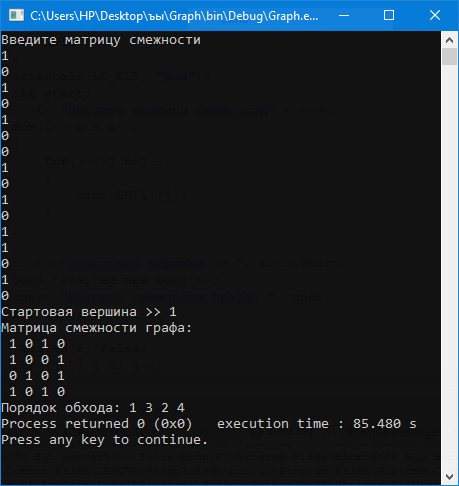 C:\Users\HP\Desktop\ъы\Graph\bin\Debug\Graph.e...
Введите матрицу смежности
1
0
1
0
1
0
0
1
0
1
0
1
1
0
1
0
Стартовая вершина >> 1
Матрица смежности графа:
1 0 1 0
1 0 0 1
0 1 0 1
1 0 1 0
Порядок обхода: 1 3 2 4
Process returned 0 (0x0)   execution time : 85.480 s
Press any key to continue.